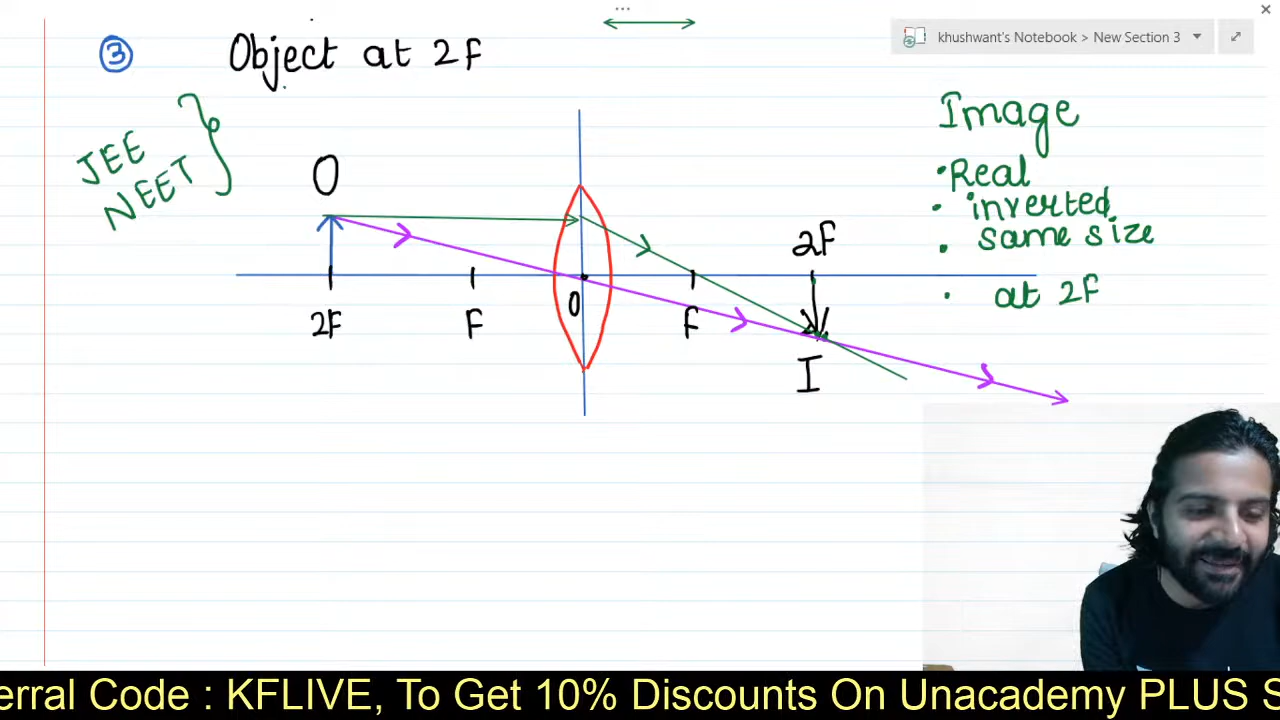 khushwant's Notebook > New Section 3
③ Object at 2F
JEE
NEET
Image
• Real
• inverted
• same size
• at 2F
O
2F
2F
F
O
F
I
erral Code : KFLIVE, To Get 10% Discounts On Unacademy PLUS S